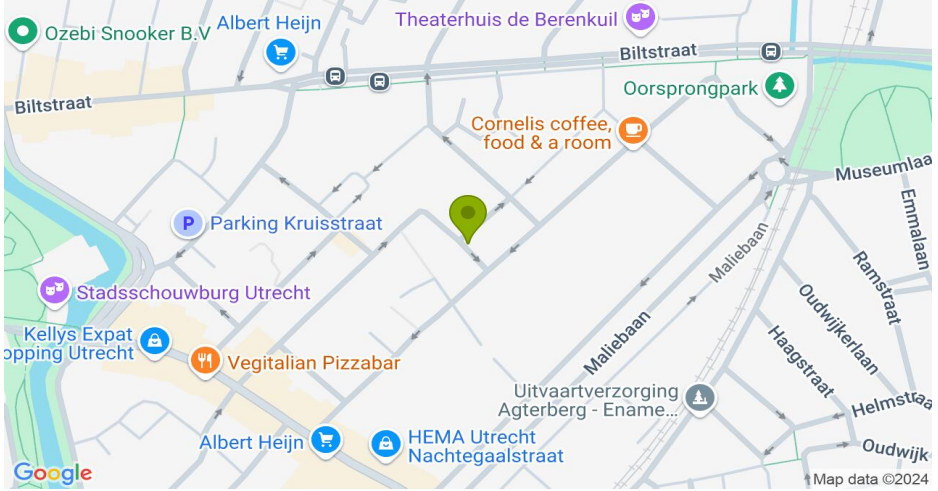 Ozebi Snooker B.V
Albert Heijn
Theaterhuis de Berenkuil
Biltstraat
Biltstraat
Oorsprongpark
Cornelis coffee,
food & a room
Museumlaa
Emmalaan
P
Parking Kruisstraat
Ramstraat
Maliebaan
Stadsschouwburg Utrecht
Oudwijkerlaan
Kellys Expat
opping Utrecht
Vegitalian Pizzabar
Maliebaan
Haagstraat
Uitvaartverzorging
Agterberg - Ename...
Helmstraa
Albert Heijn
HEMA Utrecht
Nachtegaalstraat
Oudwijk
Google
Map data ©2024